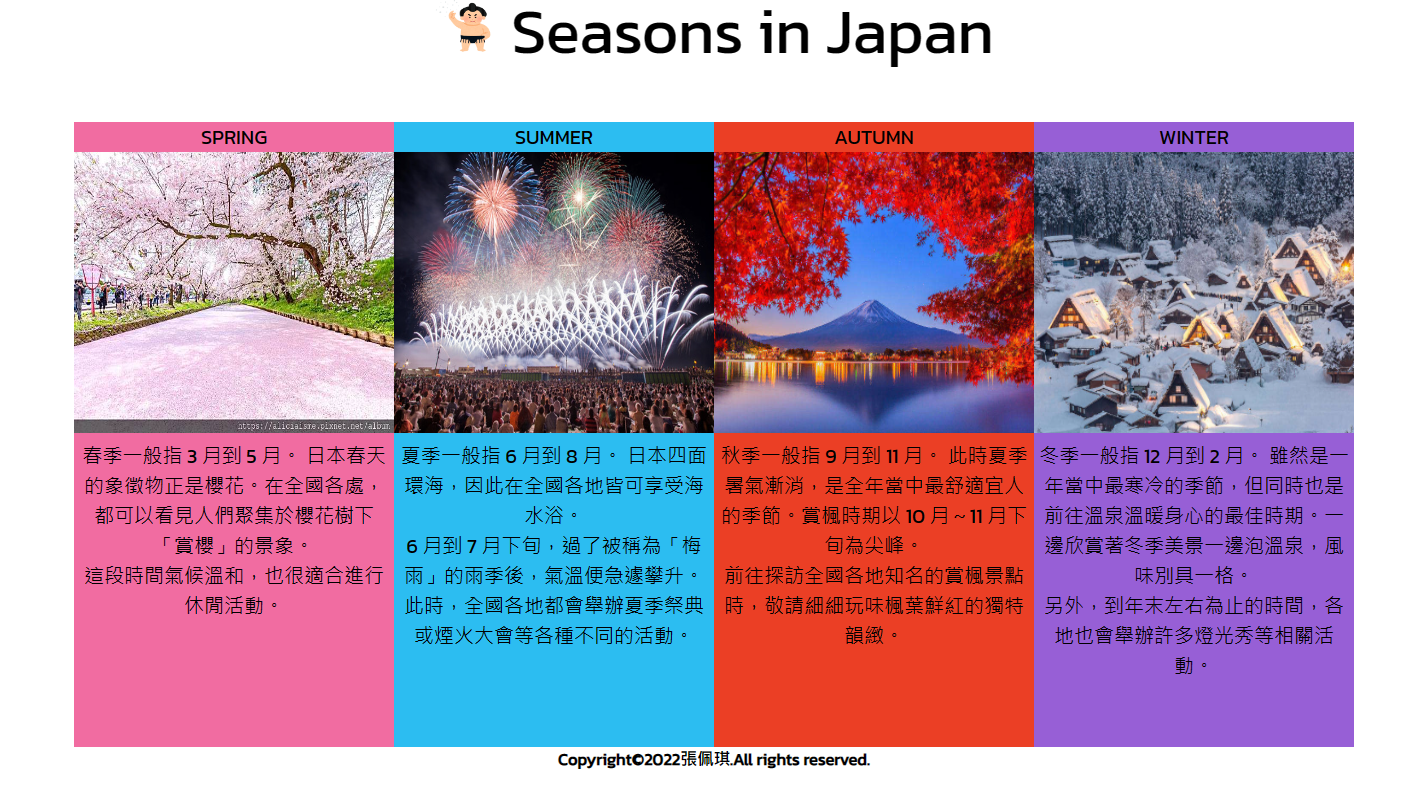 Seasons in Japan
SPRING
https://aliciaisme.pixnet.net/album
春季一般指 3 月到 5 月。 日本春天
的象徵物正是櫻花。在全國各處，
都可以看見人們聚集於櫻花樹下
「賞櫻」的景象。
這段時間氣候溫和，也很適合進行
休閒活動。
SUMMER
夏季一般指 6 月到 8 月。 日本四面
環海，因此在全國各地皆可享受海
水浴。
6 月到 7 月下旬，過了被稱為「梅
雨」的雨季後，氣溫便急遽攀升。
此時，全國各地都會舉辦夏季祭典
或煙火大會等各種不同的活動。
AUTUMN
秋季一般指 9 月到 11 月。 此時夏季
暑氣漸消，是全年當中最舒適宜人
的季節。賞楓時期以 10 月～11 月下
旬為尖峰。
前往探訪全國各地知名的賞楓景點
時，敬請細細玩味楓葉鮮紅的獨特
韻緻。
WINTER
冬季一般指 12 月到 2 月。 雖然是一
年當中最寒冷的季節，但同時也是
前往溫泉溫暖身心的最佳時期。一
邊欣賞著冬季美景一邊泡溫泉，風
味別具一格。
另外，到年末左右為止的時間，各
地也會舉辦許多燈光秀等相關活
動。
Copyright©2022張佩琪.All rights reserved.